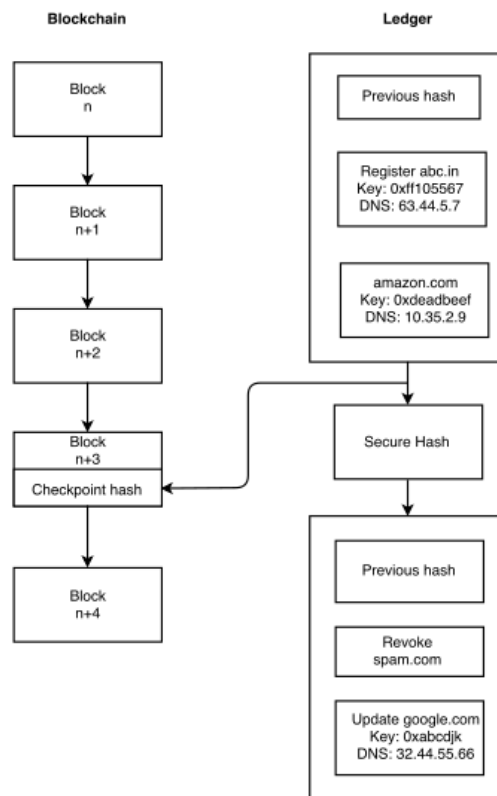 Blockchain
Block
n
Block
n+1
Block
n+2
Block
n+3
Checkpoint hash
Block
n+4
Ledger
Previous hash
Register abc.in
Key: 0xff105567
DNS: 63.44.5.7
amazon.com
Key: 0xdeadbeef
DNS: 10.35.2.9
Secure Hash
Previous hash
Revoke
spam.com
Update google.com
Key: 0xabcdjk
DNS: 32.44.55.66